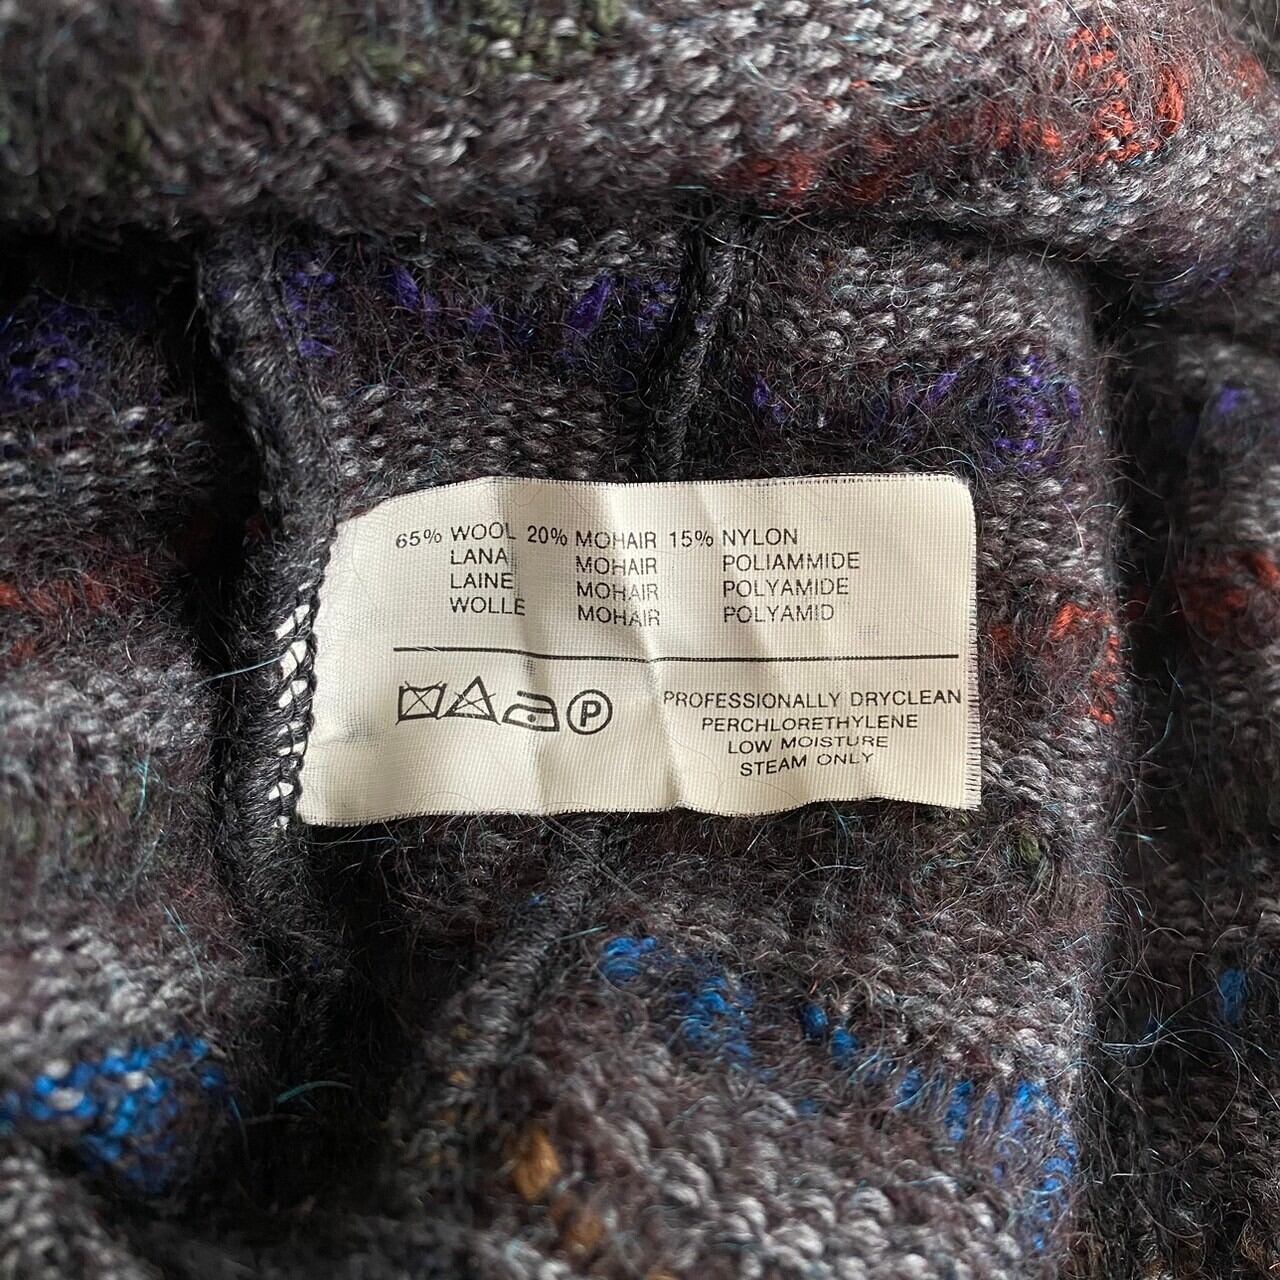 65% WOOL 20% MOHAIR 15% NYLON
LANA MOHAIR POLIAMMIDE
LAINE MOHAIR POLYAMIDE
WOLLE MOHAIR POLYAMID
P
PROFESSIONALLY DRYCLEAN
PERCHLORETHYLENE
LOW MOISTURE
STEAM ONLY